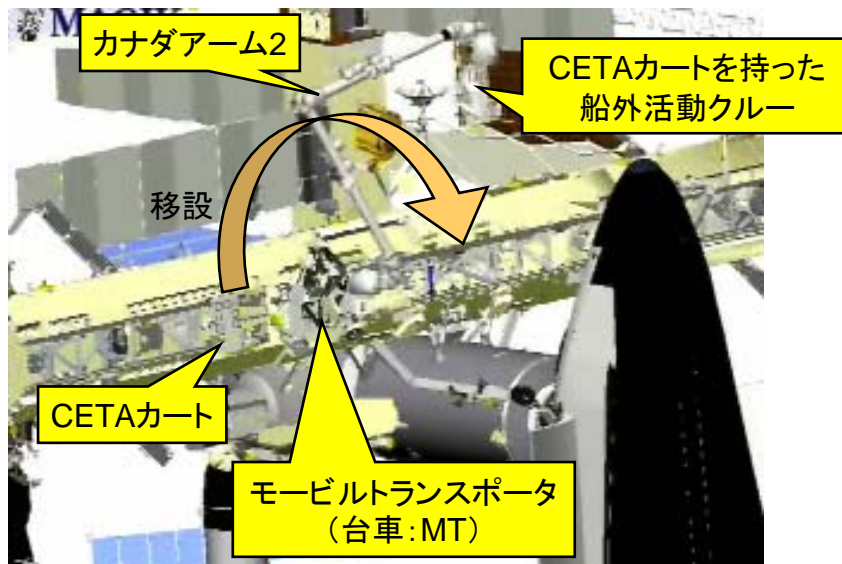 カナダアーム2
CETAカートを持った
船外活動クルー
移設
CETAカート
モービルトランスポータ
（台車：MT）